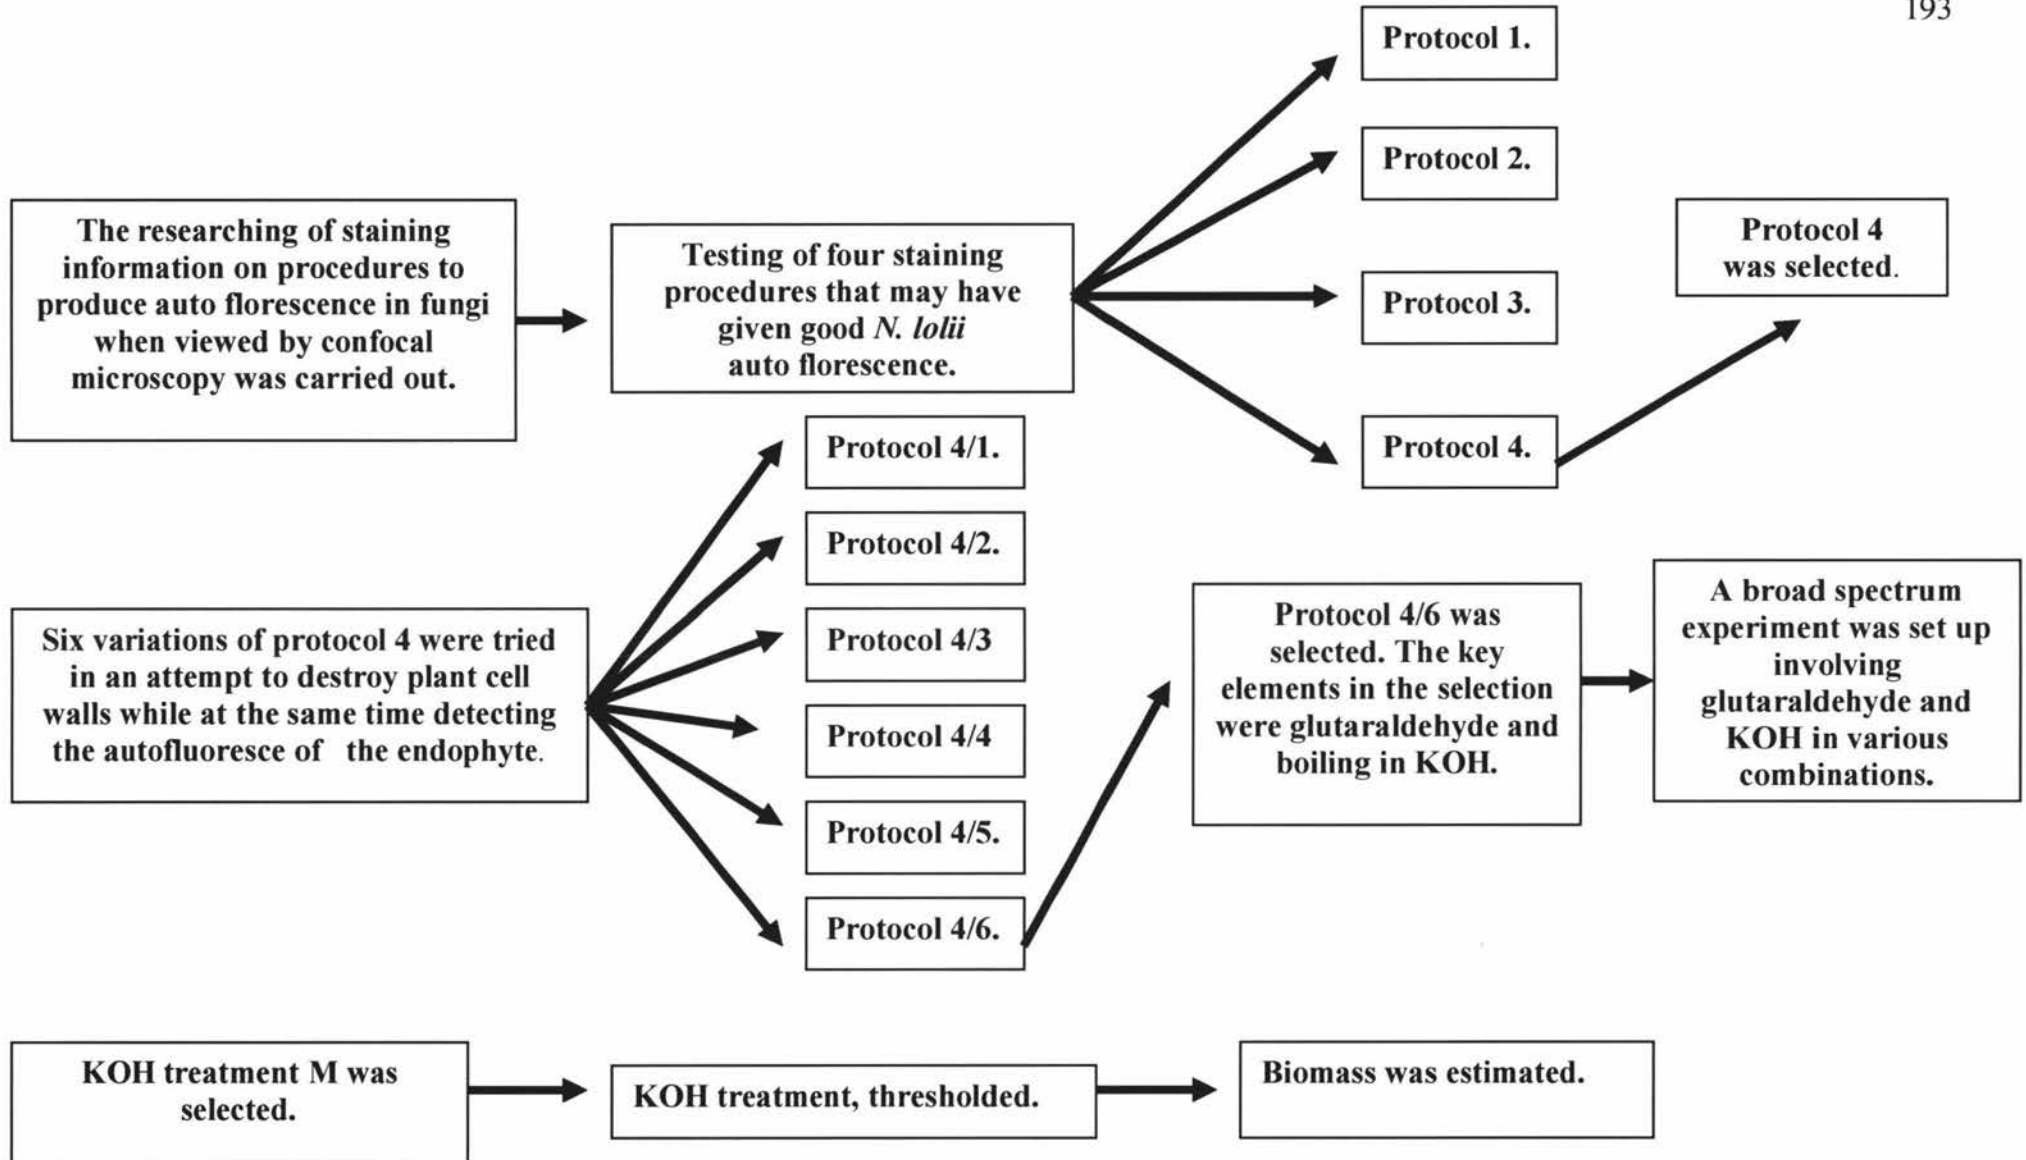 193
The researching of staining
information on procedures to
produce auto florescence in fungi
when viewed by confocal
microscopy was carried out.
Testing of four staining
procedures that may have
given good N. lolii
auto florescence.
Protocol 1.
Protocol 2.
Protocol 3.
Protocol 4.
Protocol 4
was selected.
Six variations of protocol 4 were tried
in an attempt to destroy plant cell
walls while at the same time detecting
the autofluoresce of the endophyte.
Protocol 4/1.
Protocol 4/2.
Protocol 4/3
Protocol 4/4
Protocol 4/5.
Protocol 4/6.
Protocol 4/6 was
selected. The key
elements in the selection
were glutaraldehyde and
boiling in KOH.
A broad spectrum
experiment was set up
involving
glutaraldehyde and
KOH in various
combinations.
KOH treatment M was
selected.
KOH treatment, thresholded.
Biomass was estimated.